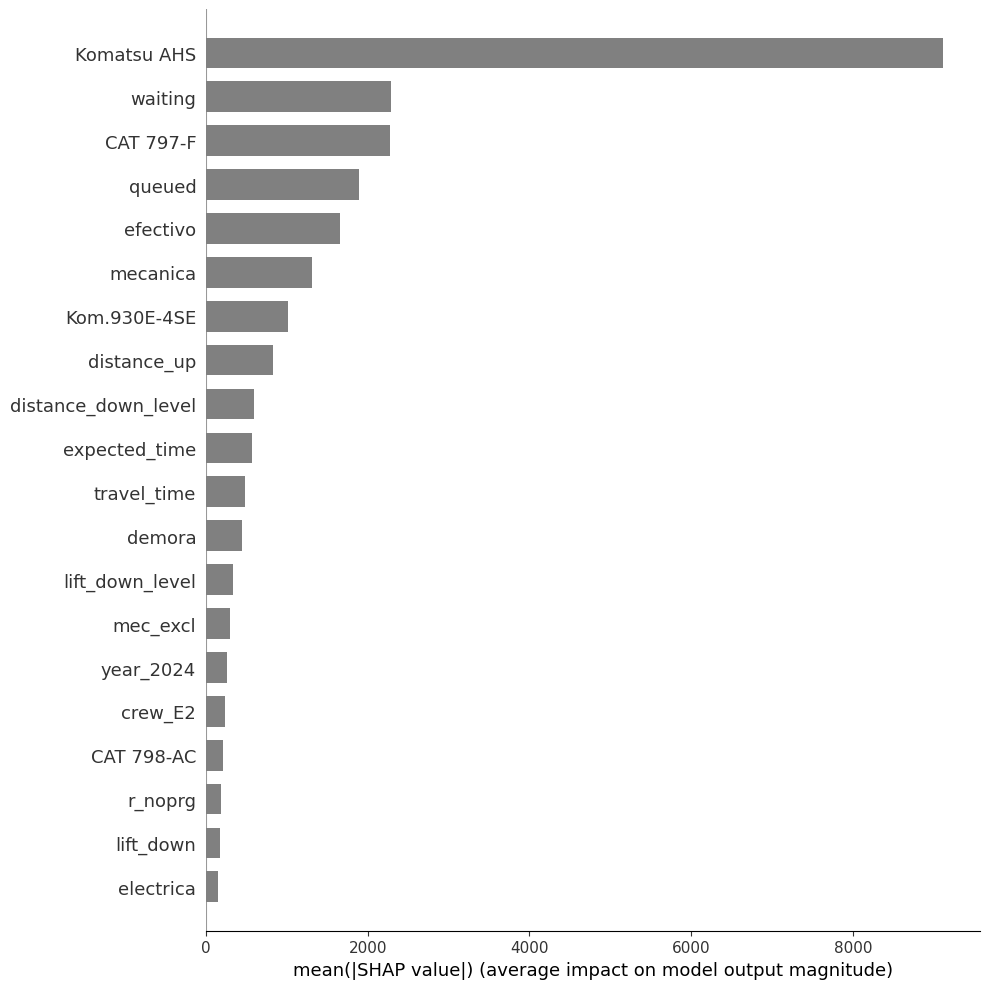 Komatsu AHS
waiting
CAT 797-F
queued
efectivo
mecanica
Kom.930E-4SE
distance_up
distance_down_level
expected_time
travel_time
demora
lift_down_level
mec_excl
year_2024
crew_E2
CAT 798-AC
r_noprg
lift_down
electrica
0 2000 4000 6000 8000
mean(|SHAP value|) (average impact on model output magnitude)